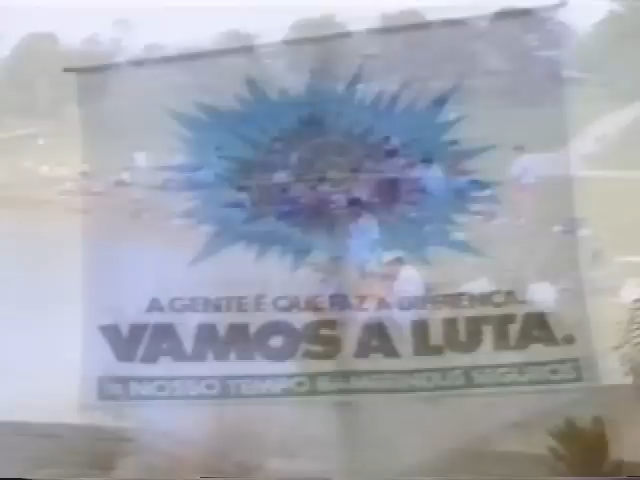 A GENTE É QUE FAZ A DIFERENÇA.
VAMOS A LUTA.
NOSSO TEMPO